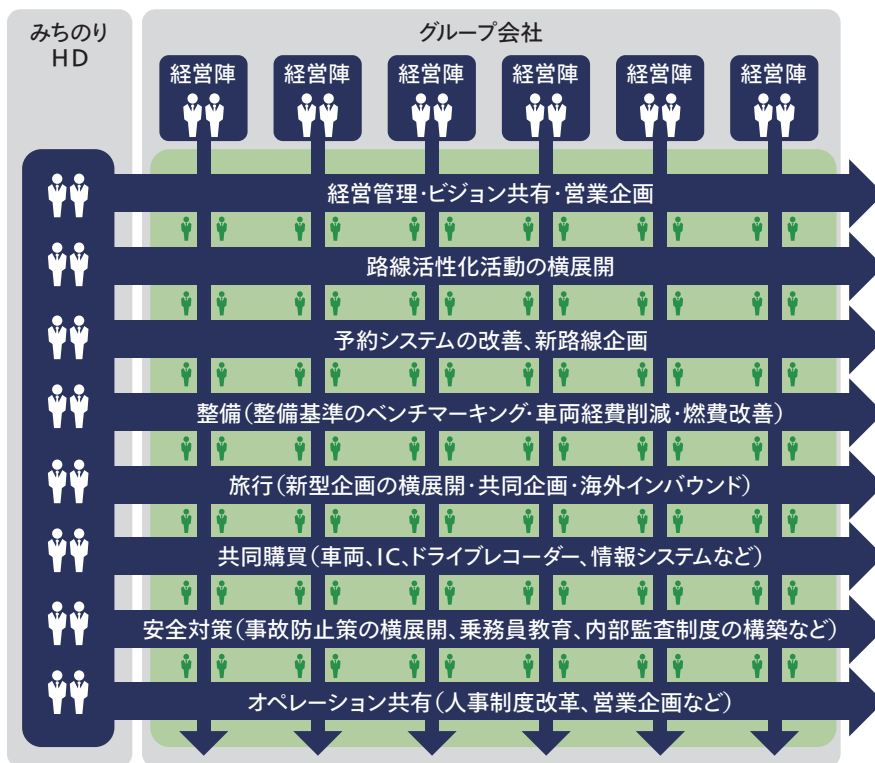 みちのり
HD
グループ会社
経営陣
経営陣
経営陣
経営陣
経営陣
経営陣
経営管理・ビジョン共有・営業企画
路線活性化活動の横展開
予約システムの改善、新路線企画
整備（整備基準のベンチマーキング・車両経費削減・燃費改善）
旅行（新型企画の横展開・共同企画・海外インバウンド）
共同購買（車両、IC、ドライブレコーダー、情報システムなど）
安全対策（事故防止策の横展開、乗務員教育、内部監査制度の構築など）
オペレーション共有（人事制度改革、営業企画など）